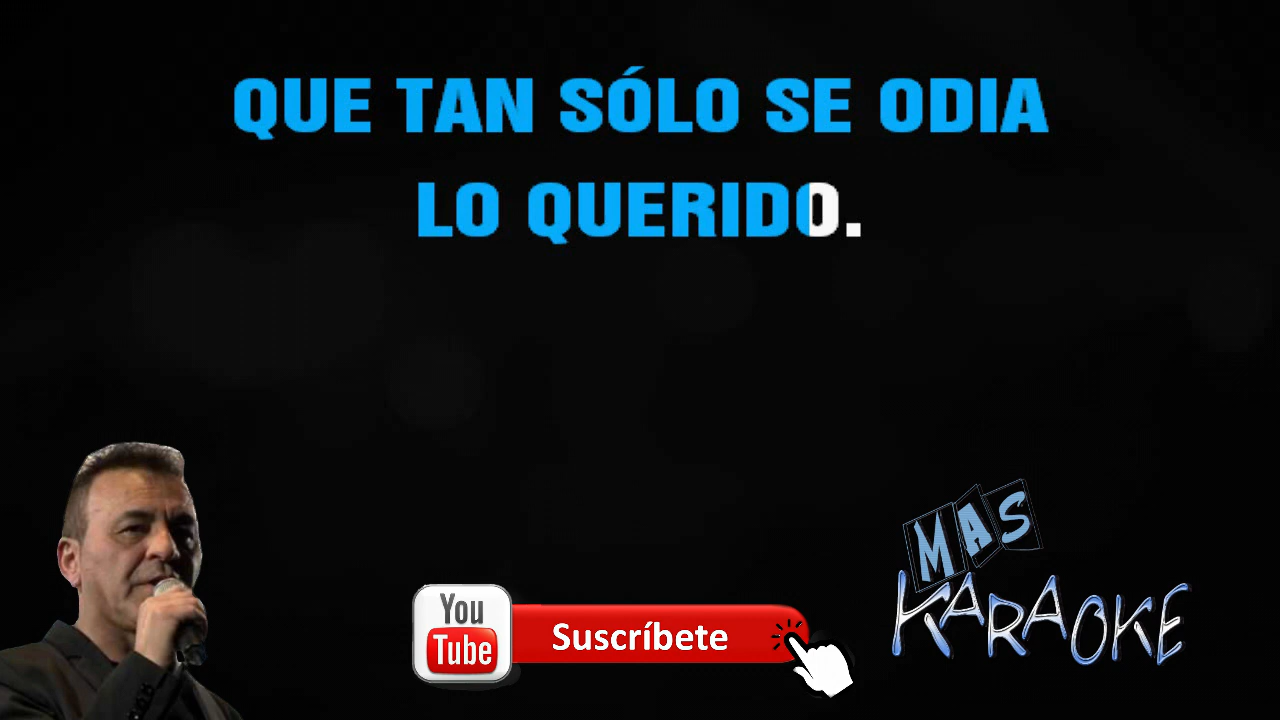 QUE TAN SÓLO SE ODIA
LO QUERIDO.
MAS
KARAOKE
You
Tube
Suscríbete